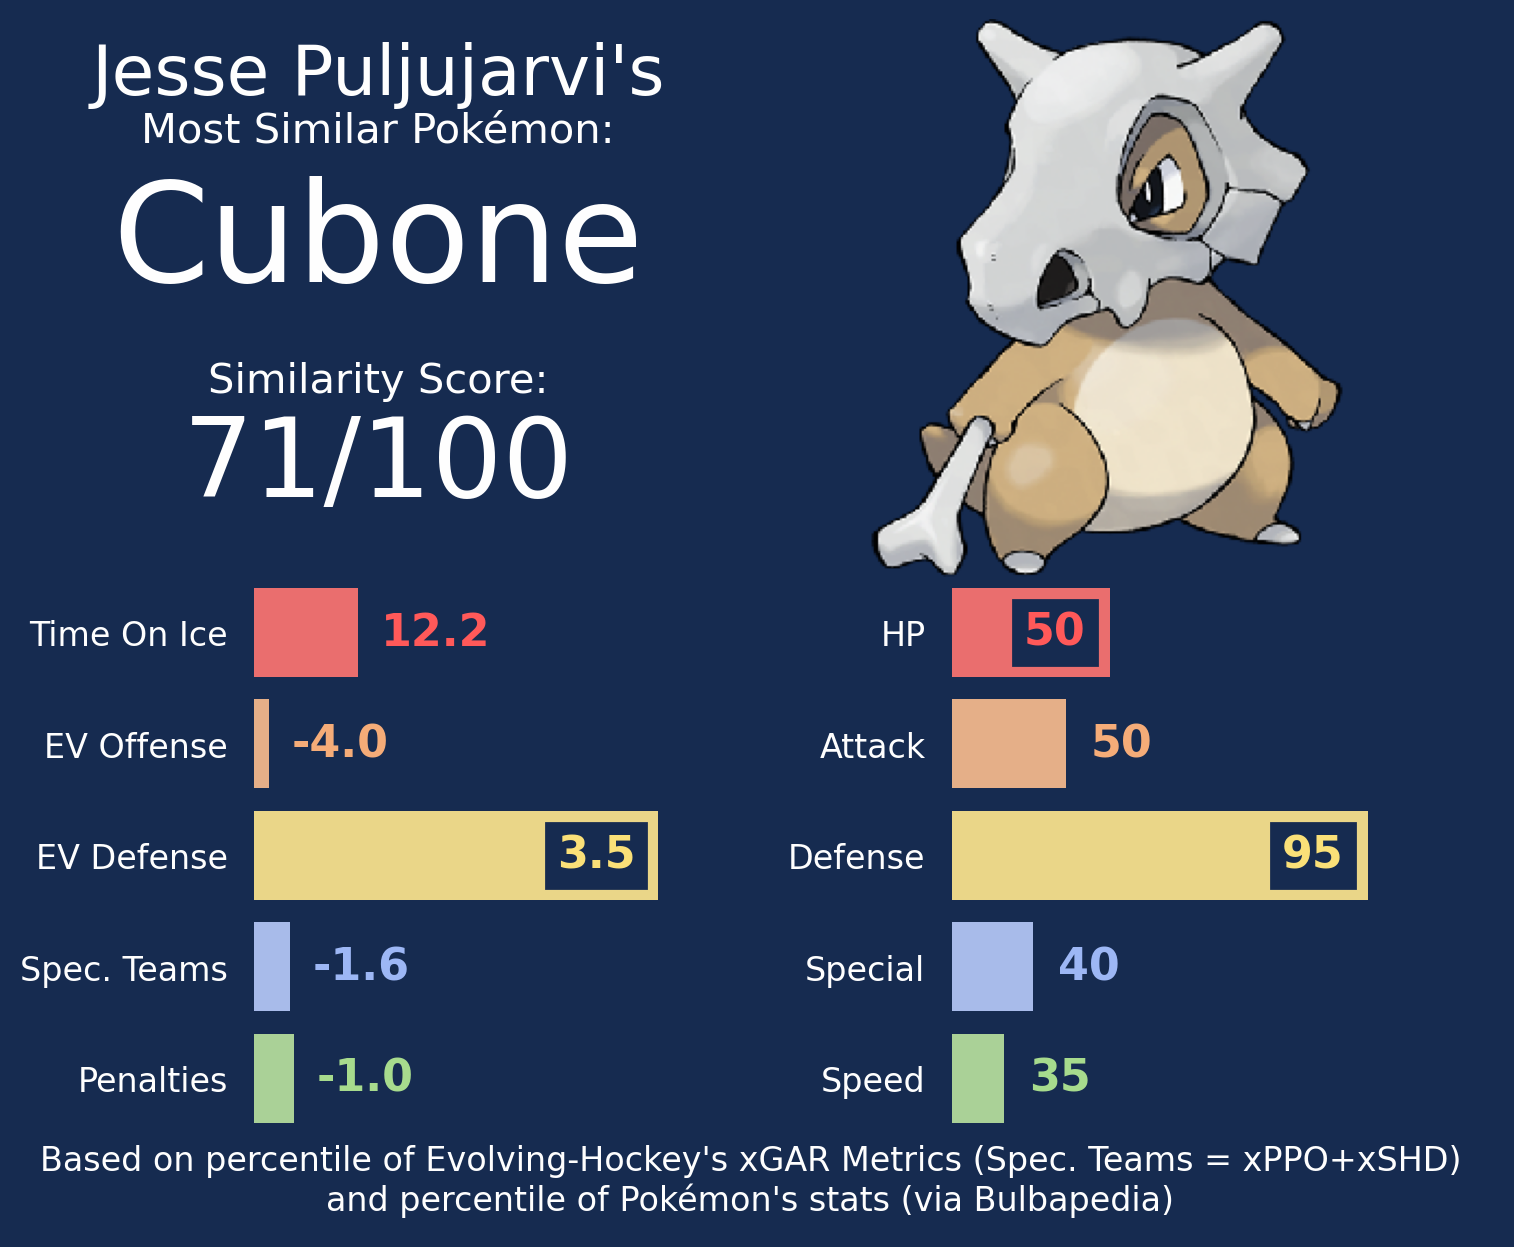 Jesse Puljujarvi's
Most Similar Pokémon:
Cubone
Similarity Score:
71/100
Time On Ice 12.2
EV Offense -4.0
EV Defense 3.5
Spec. Teams -1.6
Penalties -1.0
HP 50
Attack 50
Defense 95
Special 40
Speed 35
Based on percentile of Evolving-Hockey's xGAR Metrics (Spec. Teams = xPPO+xSHD)
and percentile of Pokémon's stats (via Bulbapedia)